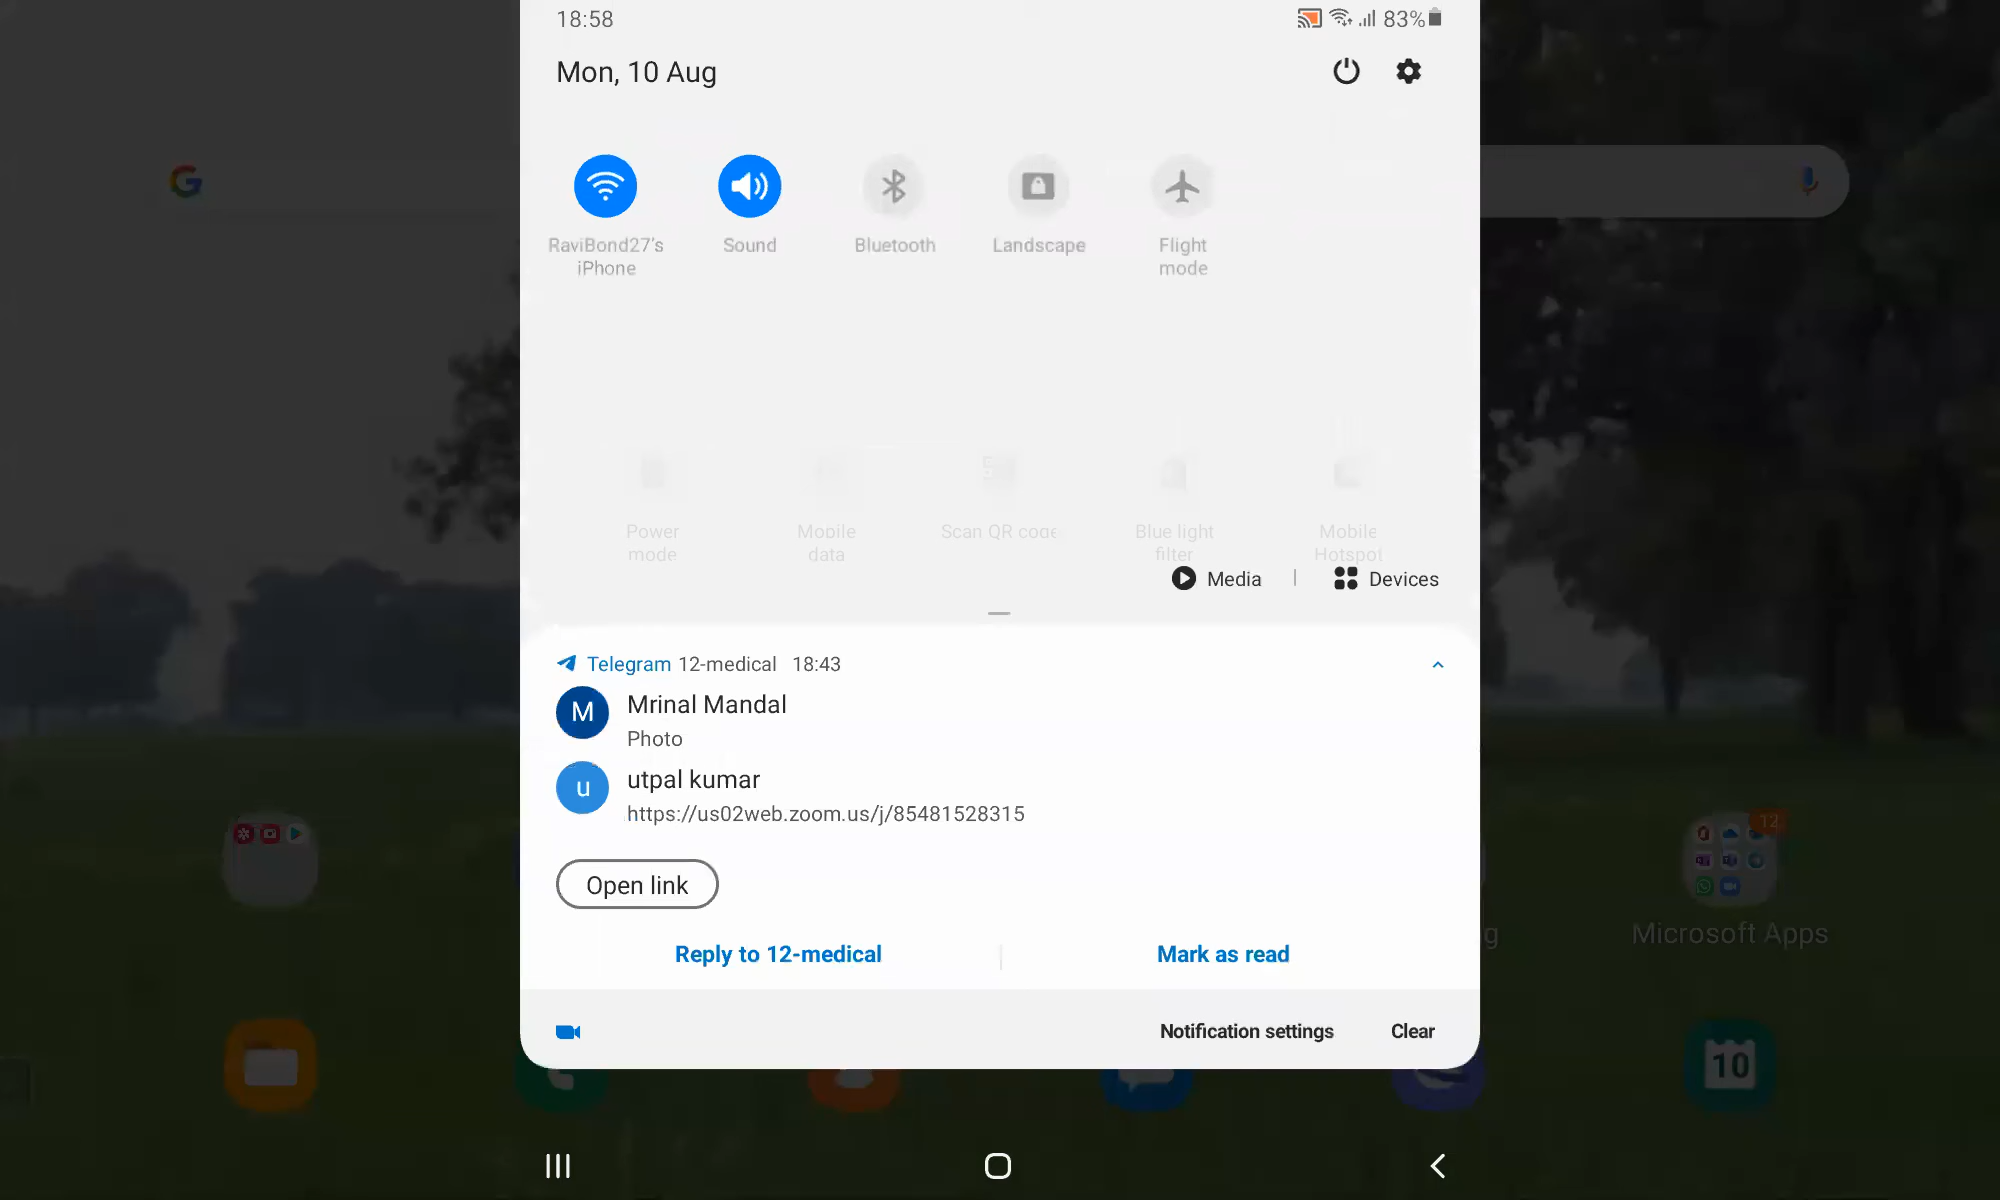 18:58
83%
Mon, 10 Aug
RaviBond27's
iPhone
Sound
Bluetooth
Landscape
Flight
mode
Power
mode
Mobile
data
Scan QR code
Blue light
filter
Mobile
Hotspot
Media
Devices
Telegram 12-medical 18:43
M
Mrinal Mandal
Photo
u
utpal kumar
https://us02web.zoom.us/j/85481528315
Open link
Reply to 12-medical
Mark as read
Notification settings
Clear
12
g
Microsoft Apps
10